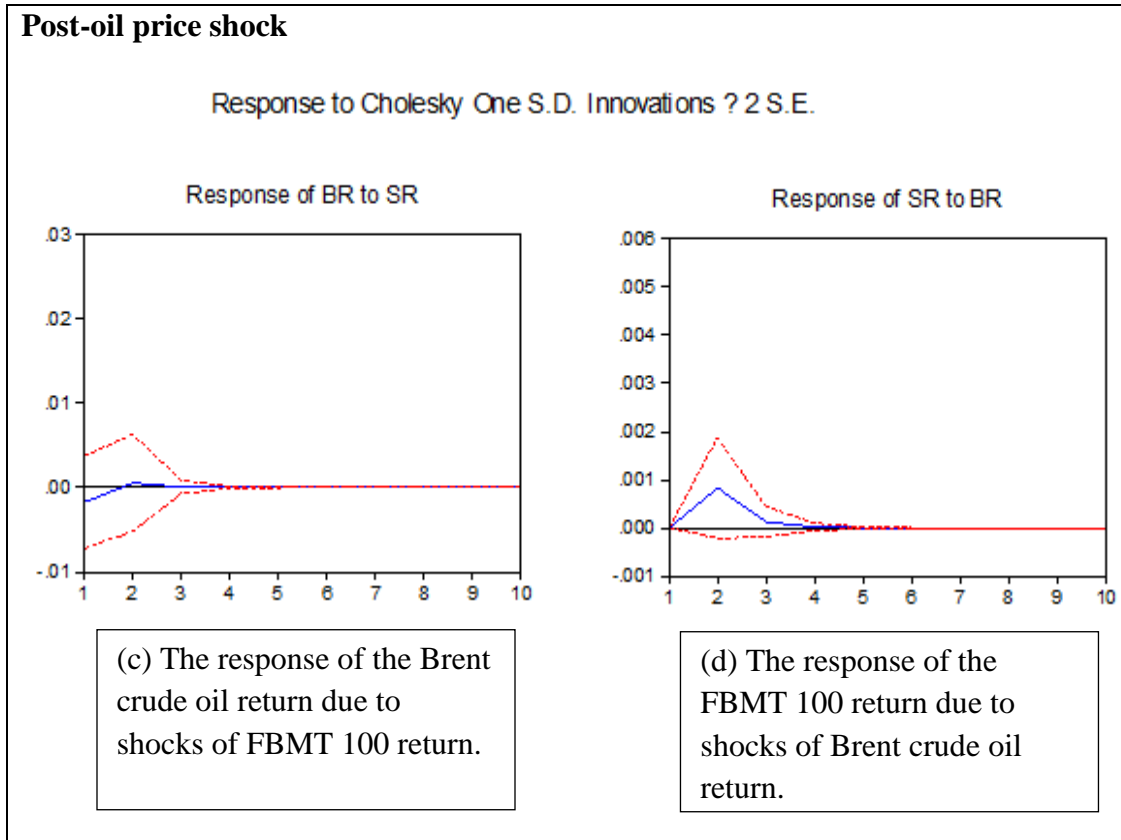 Post-oil price shock
Response to Cholesky One S.D. Innovations ? 2 S.E.
Response of BR to SR
.03
.02
.01
.00
-.01
1 2 3 4 5 6 7 8 9 10
Response of SR to BR
.006
.005
.004
.003
.002
.001
.000
-.001
1 2 3 4 5 6 7 8 9 10
(c) The response of the Brent
crude oil return due to
shocks of FBMT 100 return.
(d) The response of the
FBMT 100 return due to
shocks of Brent crude oil
return.